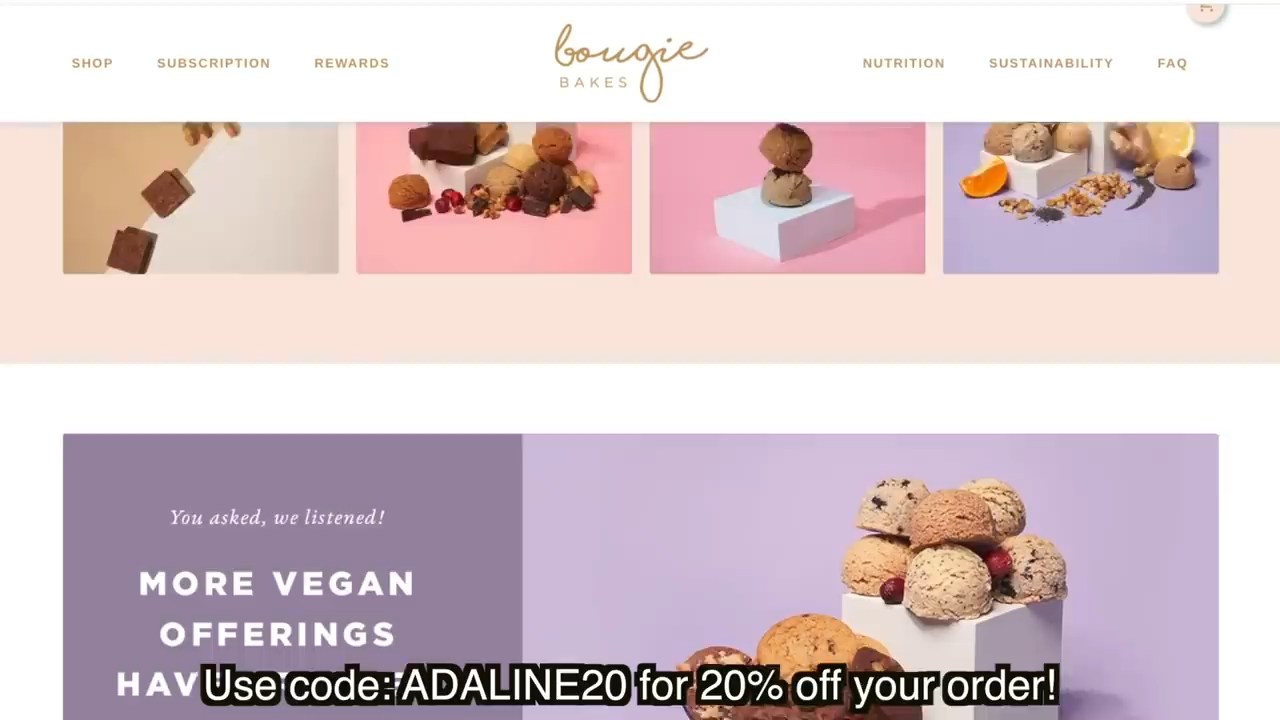 SHOP SUBSCRIPTION REWARDS
bougie
BAKES
NUTRITION SUSTAINABILITY FAQ
You asked, we listened!
MORE VEGAN
OFFERINGS
Use code: ADALINE20 for 20% off your order!